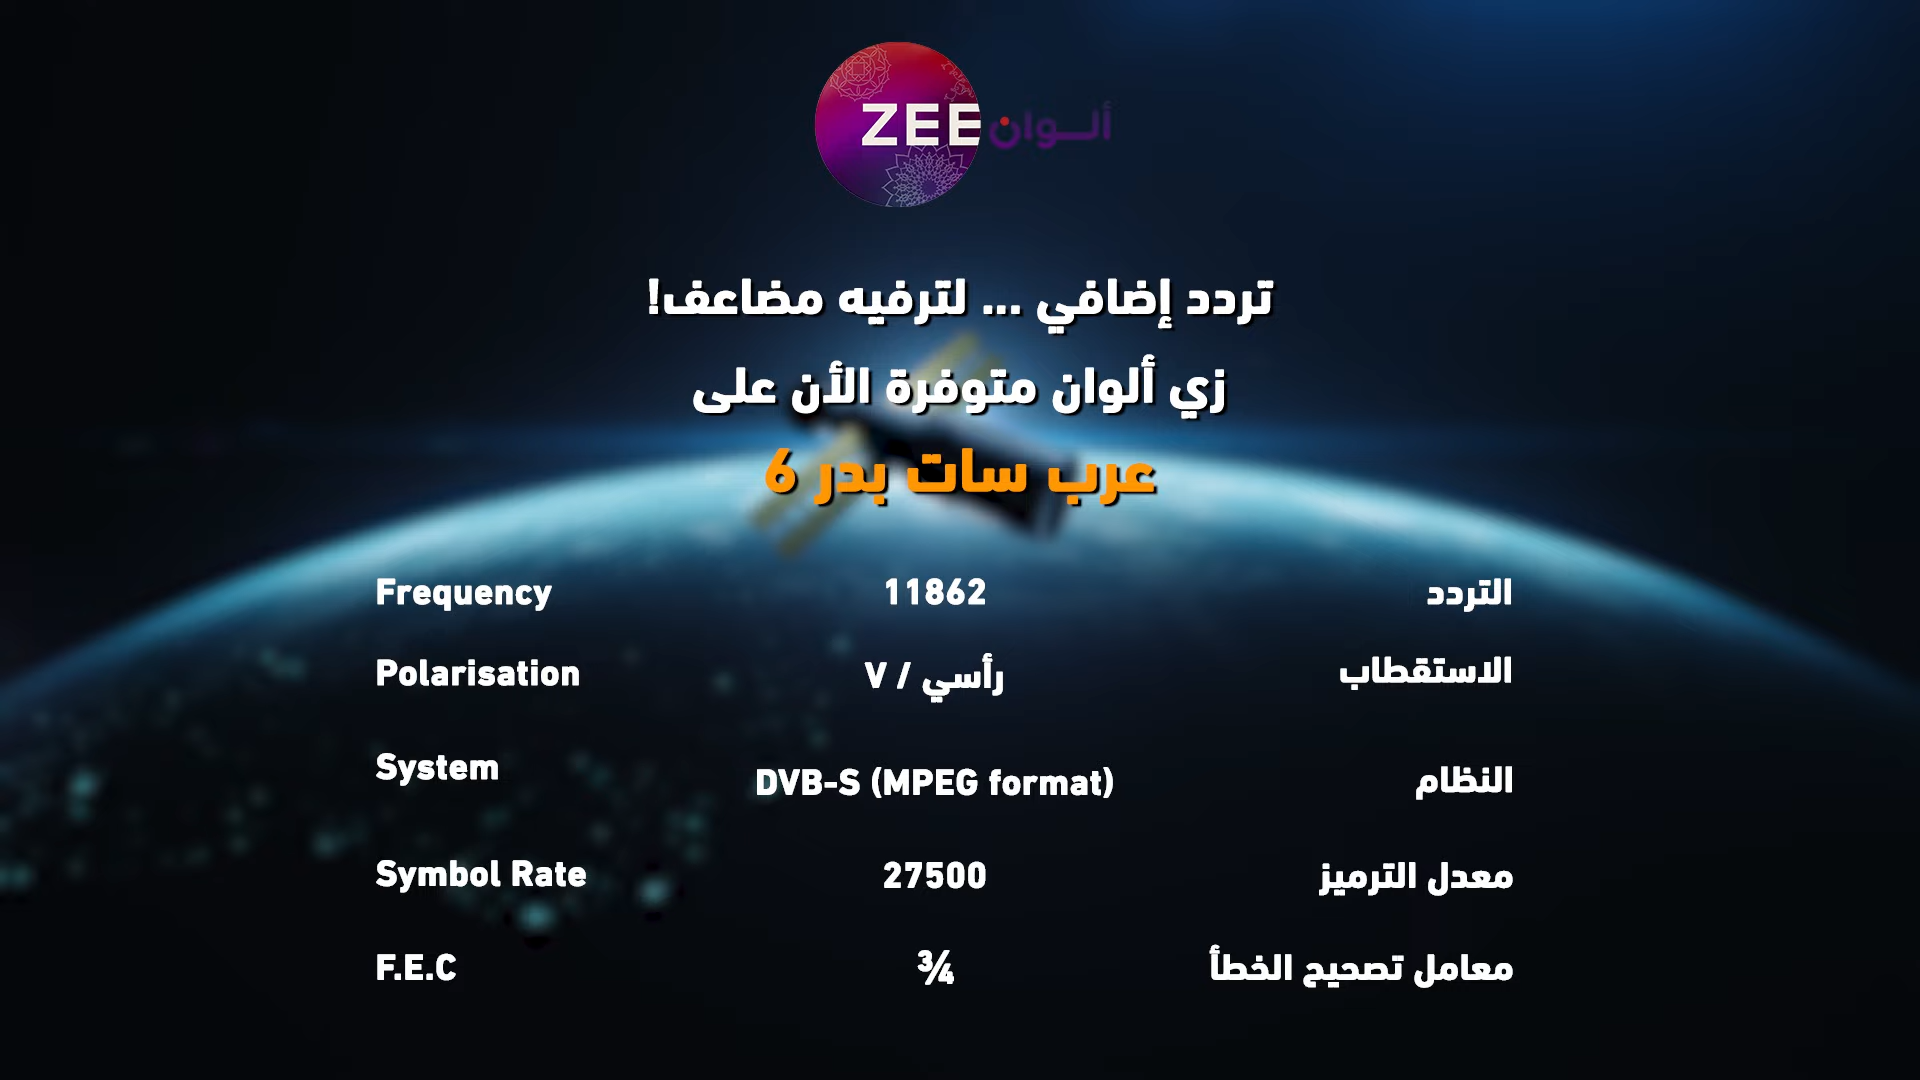 ZEE ألـوان
تردد إضافي ... لترفيه مضاعف!
زي ألوان متوفرة الأن على
عرب سات بدر 6
Frequency 11862 التردد
Polarisation رأسي / V الاستقطاب
System DVB-S (MPEG format) النظام
Symbol Rate 27500 معدل الترميز
F.E.C ¾ معامل تصحيح الخطأ